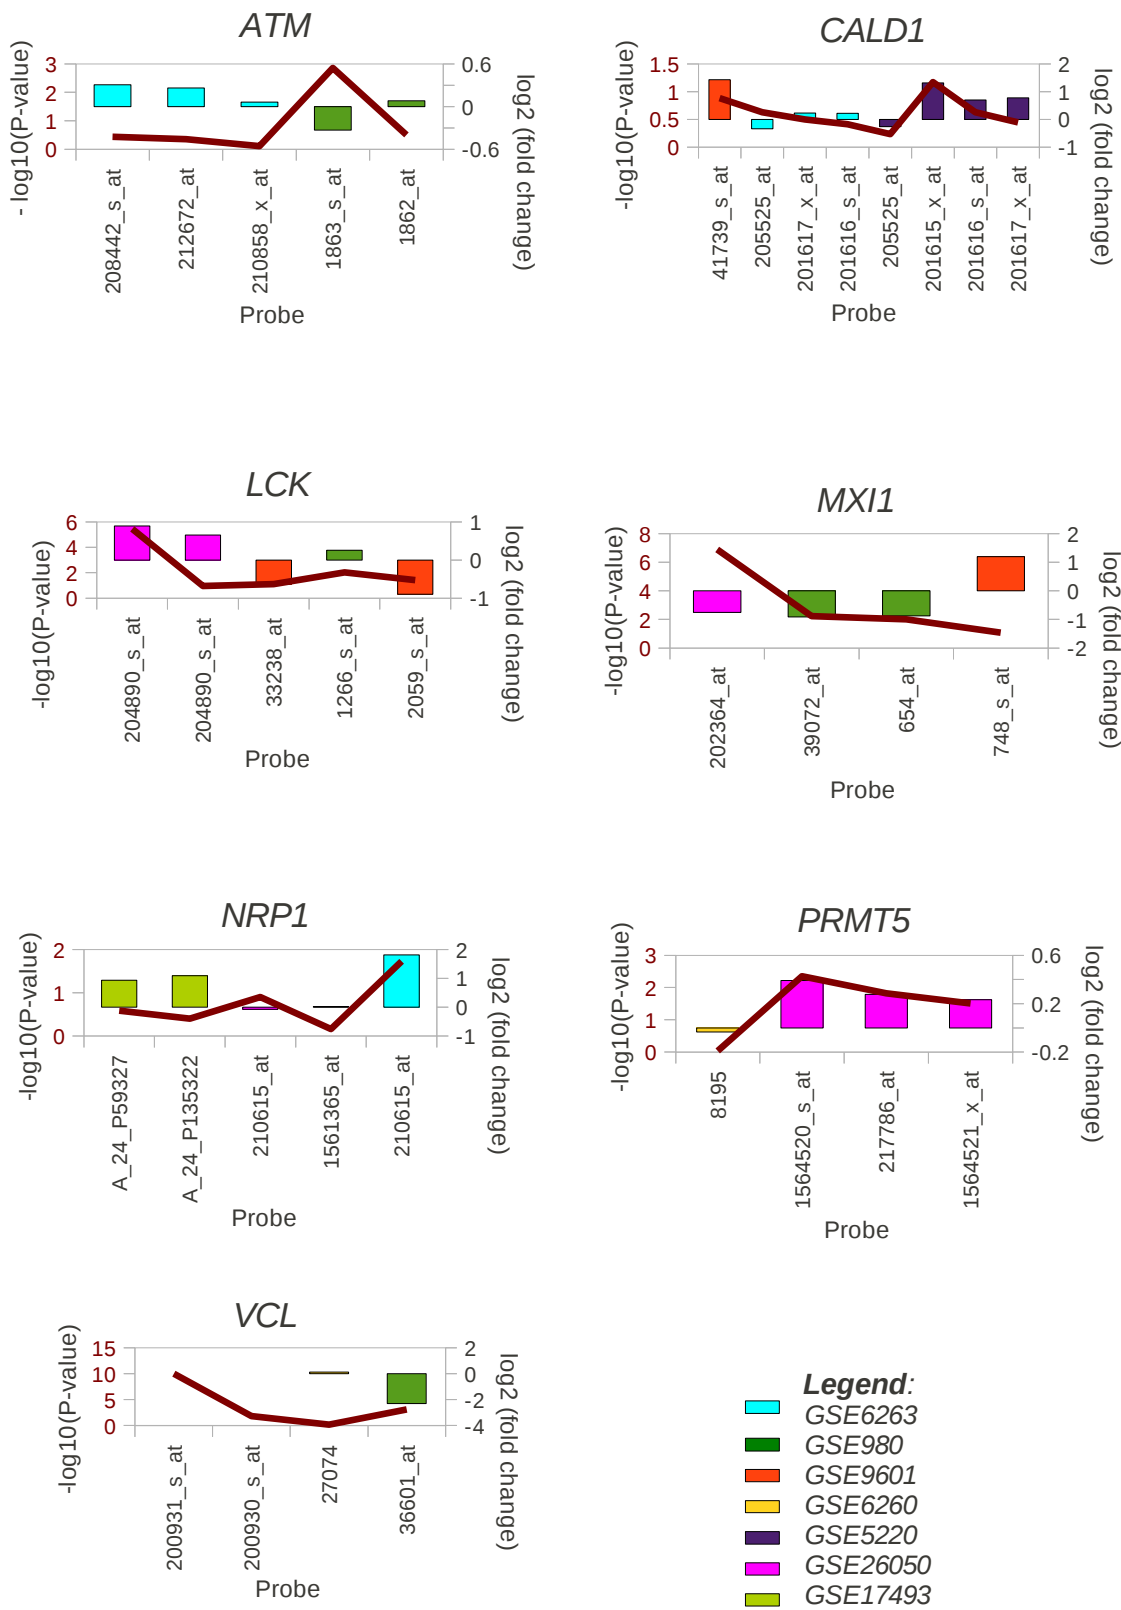 ATM
- log10(P-value)
3
2
1
0
0.6
0
-0.6
log2 (fold change)
208442_s_at
212672_at
210858_x_at
1863_s_at
1862_at
Probe
CALD1
-log10(P-value)
1.5
1
0.5
0
2
1
0
-1
log2 (fold change)
41739_s_at
205525_at
201617_x_at
201616_s_at
205525_at
201615_x_at
201616_s_at
201617_x_at
Probe
LCK
-log10(P-value)
6
4
2
0
1
0
-1
log2 (fold change)
204890_s_at
204890_s_at
33238_at
1266_s_at
2059_s_at
Probe
MXI1
-log10(P-value)
8
6
4
2
0
2
1
0
-1
-2
log2 (fold change)
202364_at
39072_at
654_at
748_s_at
Probe
NRP1
-log10(P-value)
2
1
0
2
1
0
-1
log2 (fold change)
A_24_P59327
A_24_P135322
210615_at
1561365_at
210615_at
Probe
PRMT5
-log10(P-value)
3
2
1
0
0.6
0.2
-0.2
log2 (fold change)
8195
1564520_s_at
217786_at
1564521_x_at
Probe
VCL
-log10(P-value)
15
10
5
0
2
0
-2
-4
log2 (fold change)
200931_s_at
200930_s_at
27074
36601_at
Probe
Legend:
GSE6263
GSE980
GSE9601
GSE6260
GSE5220
GSE26050
GSE17493